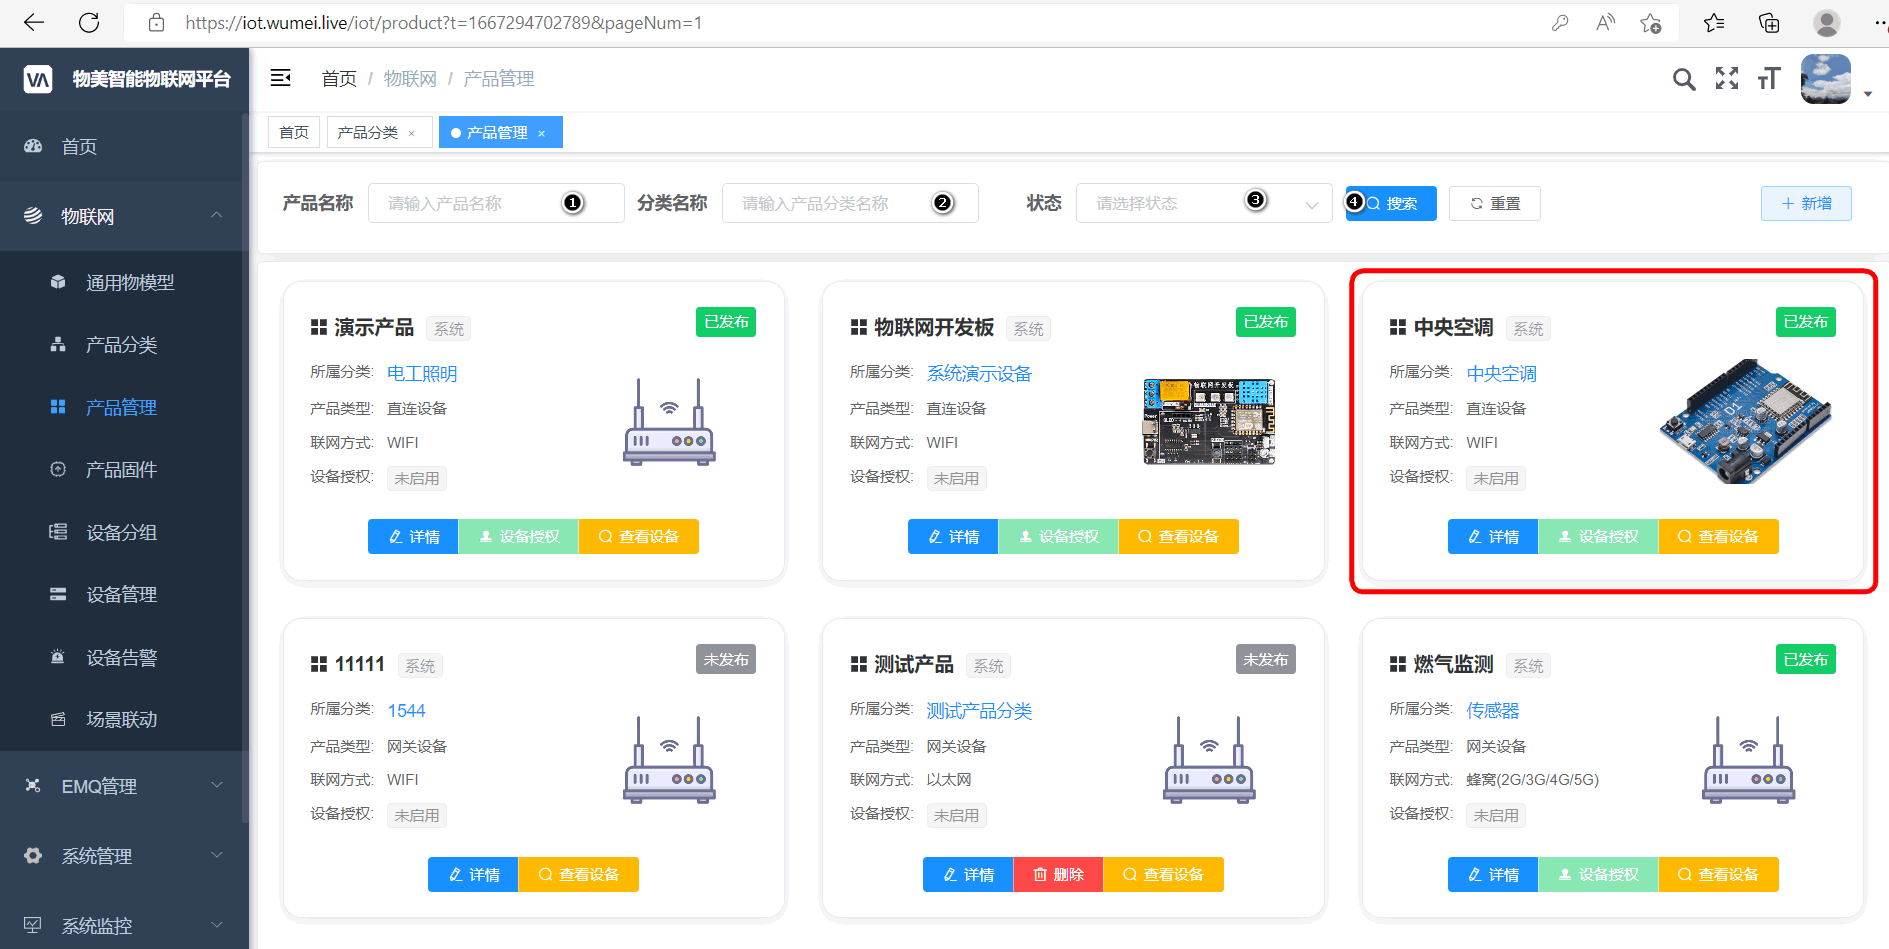 https://iot.wumei.live/iot/product?t=1667294702789&pageNum=1
物美智能物联网平台
首页 / 物联网 / 产品管理
首页 产品分类 × 产品管理 ×
首页
物联网
通用物模型
产品分类
产品管理
产品固件
设备分组
设备管理
设备告警
场景联动
EMQ管理
系统管理
系统监控
产品名称 请输入产品名称 1 分类名称 请输入产品分类名称 2 状态 请选择状态 3 4 搜索 重置 + 新增
演示产品 系统 已发布
所属分类: 电工照明
产品类型: 直连设备
联网方式: WIFI
设备授权: 未启用
详情 设备授权 查看设备
物联网开发板 系统 已发布
所属分类: 系统演示设备
产品类型: 直连设备
联网方式: WIFI
设备授权: 未启用
物联网开发板
Power
详情 设备授权 查看设备
中央空调 系统 已发布
所属分类: 中央空调
产品类型: 直连设备
联网方式: WIFI
设备授权: 未启用
D1
详情 设备授权 查看设备
11111 系统 未发布
所属分类: 1544
产品类型: 网关设备
联网方式: WIFI
设备授权: 未启用
详情 查看设备
测试产品 系统 未发布
所属分类: 测试产品分类
产品类型: 网关设备
联网方式: 以太网
设备授权: 未启用
详情 删除 查看设备
燃气监测 系统 已发布
所属分类: 传感器
产品类型: 网关设备
联网方式: 蜂窝(2G/3G/4G/5G)
设备授权: 未启用
详情 设备授权 查看设备